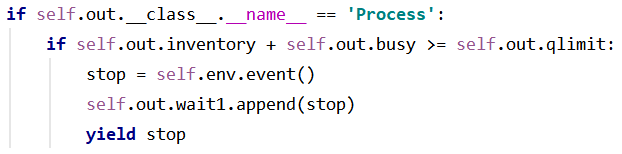 if self.out.__class__.__name__ == 'Process':
    if self.out.inventory + self.out.busy >= self.out.qlimit:
        stop = self.env.event()
        self.out.wait1.append(stop)
        yield stop